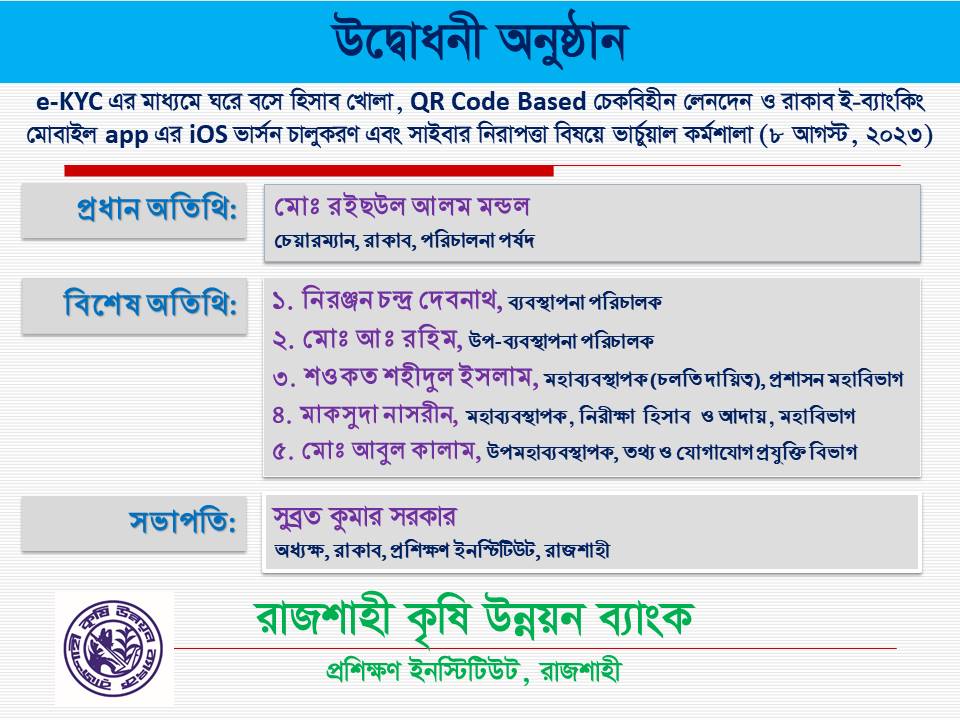 উদ্বোধনী অনুষ্ঠান
e-KYC এর মাধ্যমে ঘরে বসে হিসাব খোলা, QR Code Based চেকবিহীন লেনদেন ও রাকাব ই-ব্যাংকিং
মোবাইল app এর iOS ভার্সন চালুকরণ এবং সাইবার নিরাপত্তা বিষয়ে ভার্চুয়াল কর্মশালা (৮ আগস্ট, ২০২৩)
প্রধান অতিথি:
মোঃ রইছউল আলম মন্ডল
চেয়ারম্যান, রাকাব, পরিচালনা পর্ষদ
বিশেষ অতিথি:
১. নিরঞ্জন চন্দ্র দেবনাথ, ব্যবস্থাপনা পরিচালক
২. মোঃ আঃ রহিম, উপ-ব্যবস্থাপনা পরিচালক
৩. শওকত শহীদুল ইসলাম, মহাব্যবস্থাপক (চলতি দায়িত্ব), প্রশাসন মহাবিভাগ
৪. মাকসুদা নাসরীন, মহাব্যবস্থাপক, নিরীক্ষা হিসাব ও আদায়, মহাবিভাগ
৫. মোঃ আবুল কালাম, উপমহাব্যবস্থাপক, তথ্য ও যোগাযোগ প্রযুক্তি বিভাগ
সভাপতি:
সুব্রত কুমার সরকার
অধ্যক্ষ, রাকাব, প্রশিক্ষণ ইনস্টিটিউট, রাজশাহী
রাজশাহী কৃষি উন্নয়ন ব্যাংক
প্রশিক্ষণ ইনস্টিটিউট, রাজশাহী
রাজশাহী কৃষি উন্নয়ন ব্যাংক